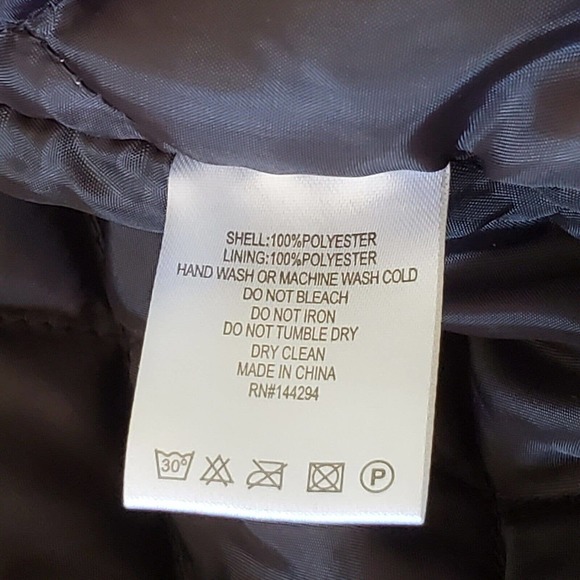 SHELL:100%POLYESTER
LINING:100%POLYESTER
HAND WASH OR MACHINE WASH COLD
DO NOT BLEACH
DO NOT IRON
DO NOT TUMBLE DRY
DRY CLEAN
MADE IN CHINA
RN#144294
30° P